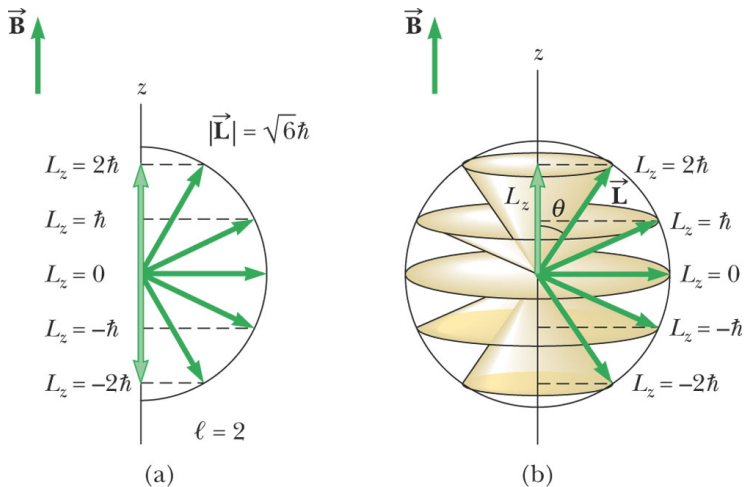 B⃗
z
|L⃗| = √6ħ
L_z = 2ħ
L_z = ħ
L_z = 0
L_z = −ħ
L_z = −2ħ
ℓ = 2
(a)
B⃗
z
L_z = 2ħ
L_z
θ
L⃗
L_z = ħ
L_z = 0
L_z = −ħ
L_z = −2ħ
(b)